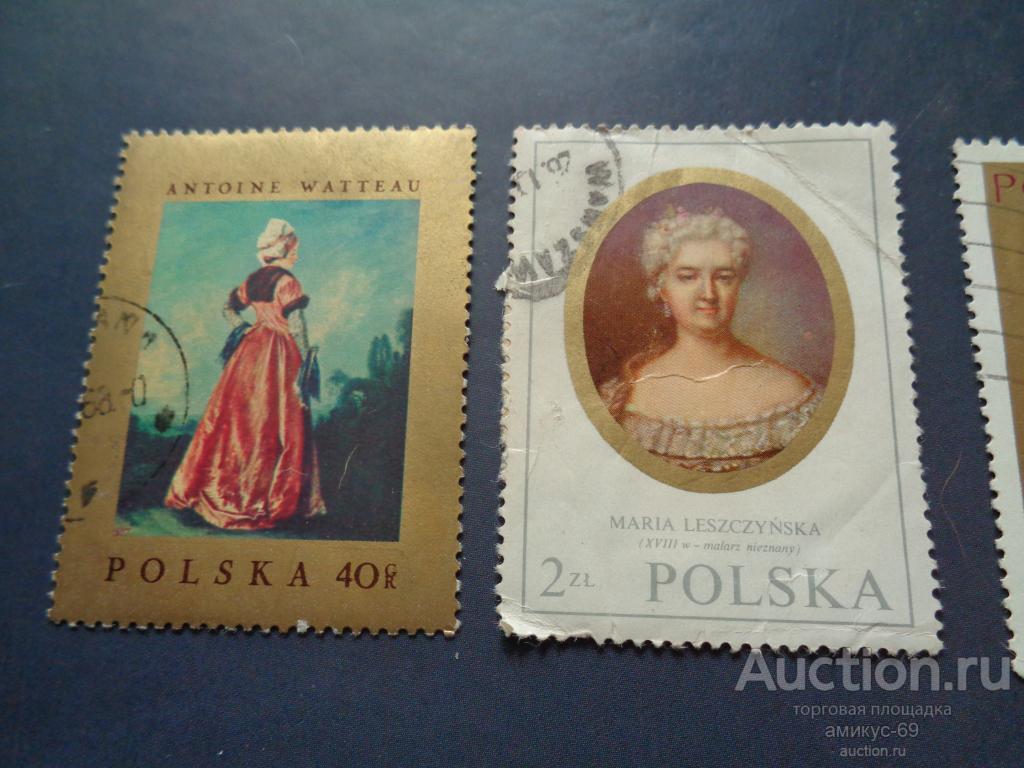 ANTOINE WATTEAU
POLSKA 40 GR
MARIA LESZCZYŃSKA
(XVIII w – malarz nieznany)
2 ZŁ POLSKA
Auction.ru
торговая площадка
амикус-69
auction.ru